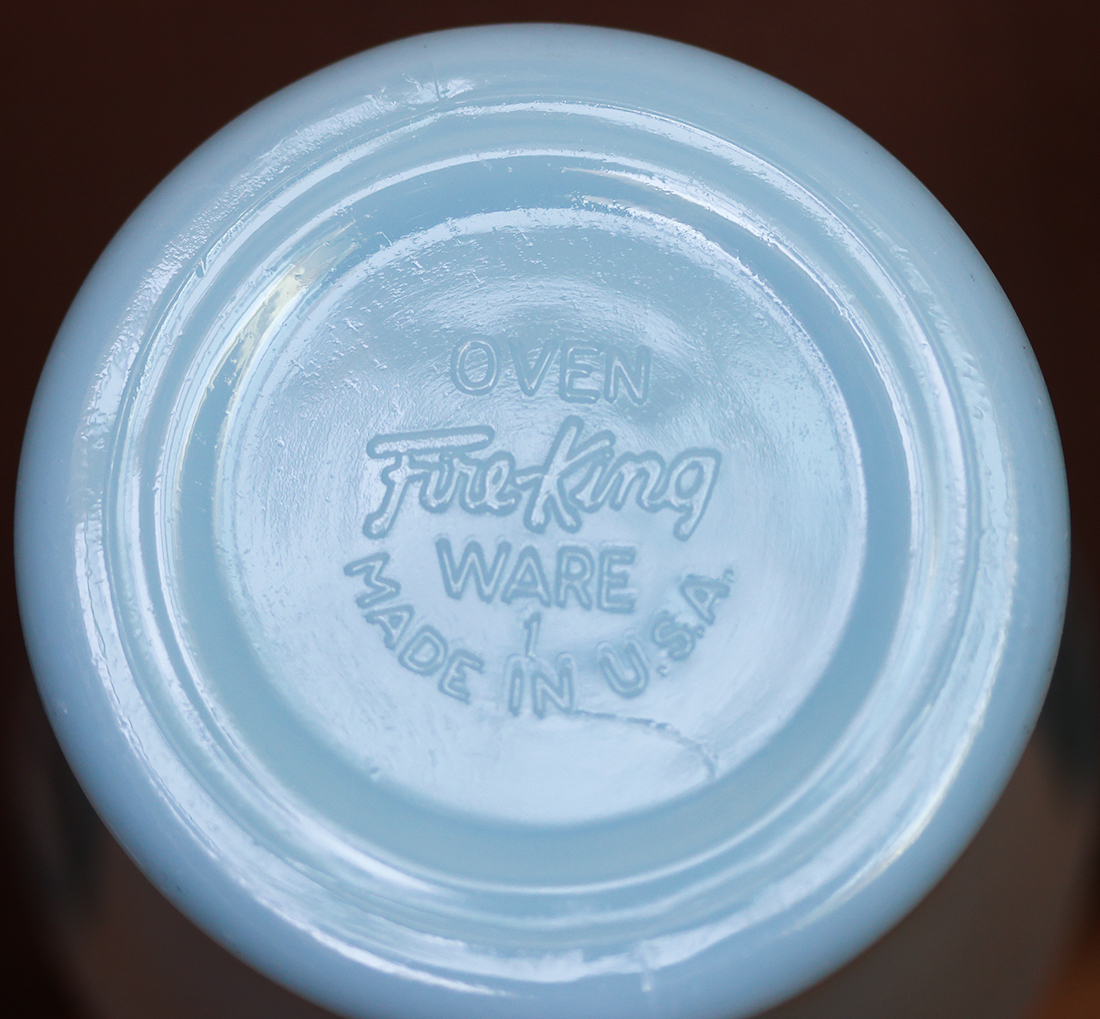 OVEN
Fire-King
WARE
1
MADE IN U.S.A.